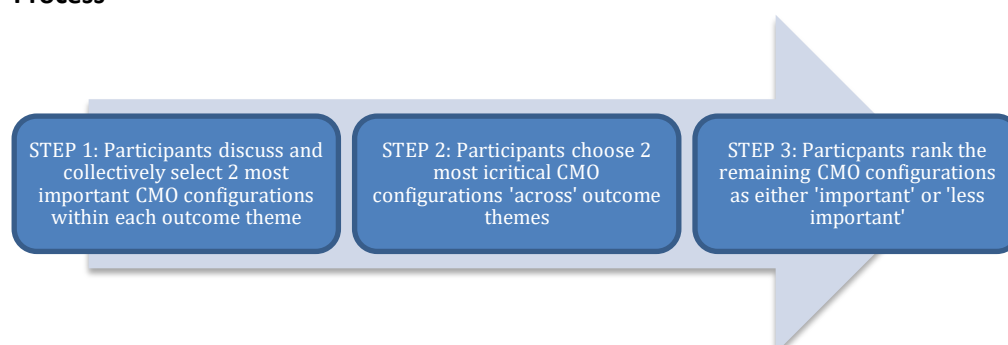 Process
STEP 1: Participants discuss and
collectively select 2 most
important CMO configurations
within each outcome theme
STEP 2: Participants choose 2
most icritical CMO
configurations 'across' outcome
themes
STEP 3: Particpants rank the
remaining CMO configurations
as either 'important' or 'less
important'